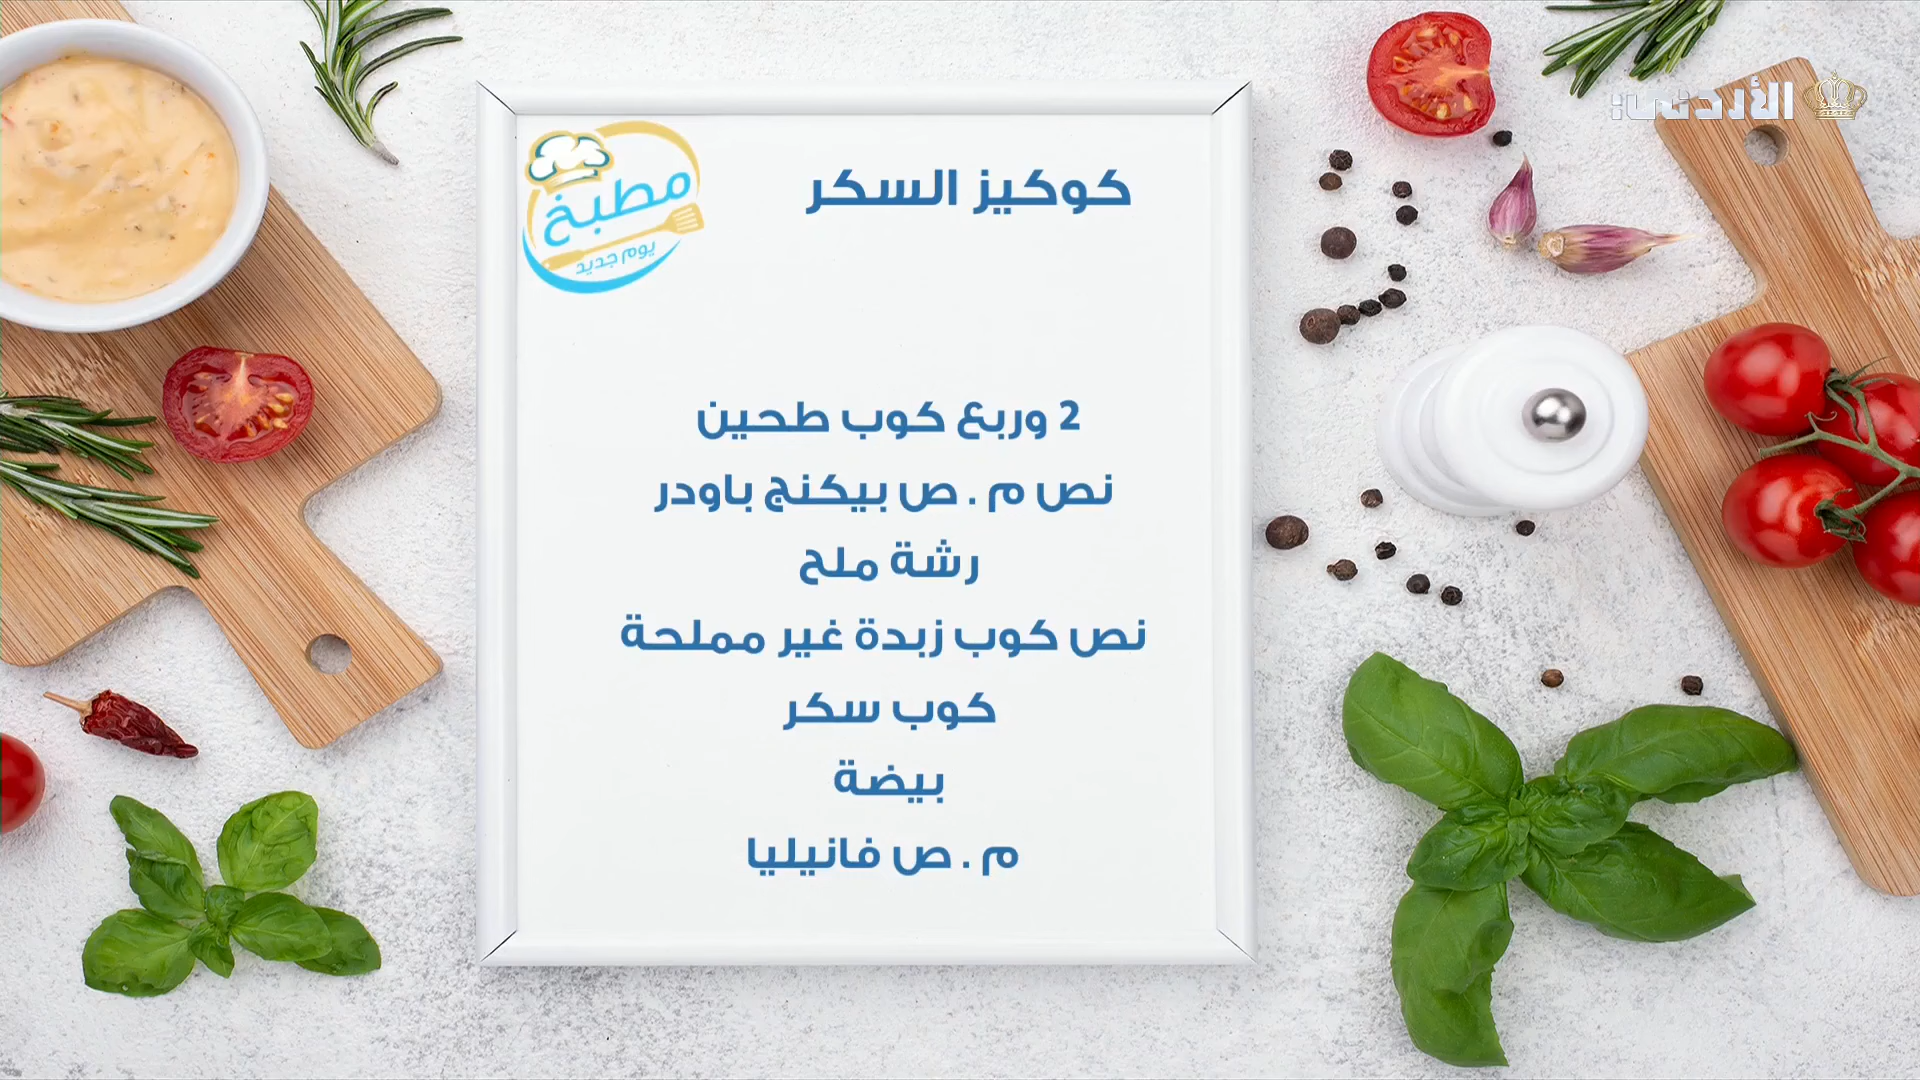 الأردني
كوكيز السكر
مطبخ
يوم جديد
2 وربع كوب طحين
نص م . ص بيكنج باودر
رشة ملح
نص كوب زبدة غير مملحة
كوب سكر
بيضة
م . ص فانيليا